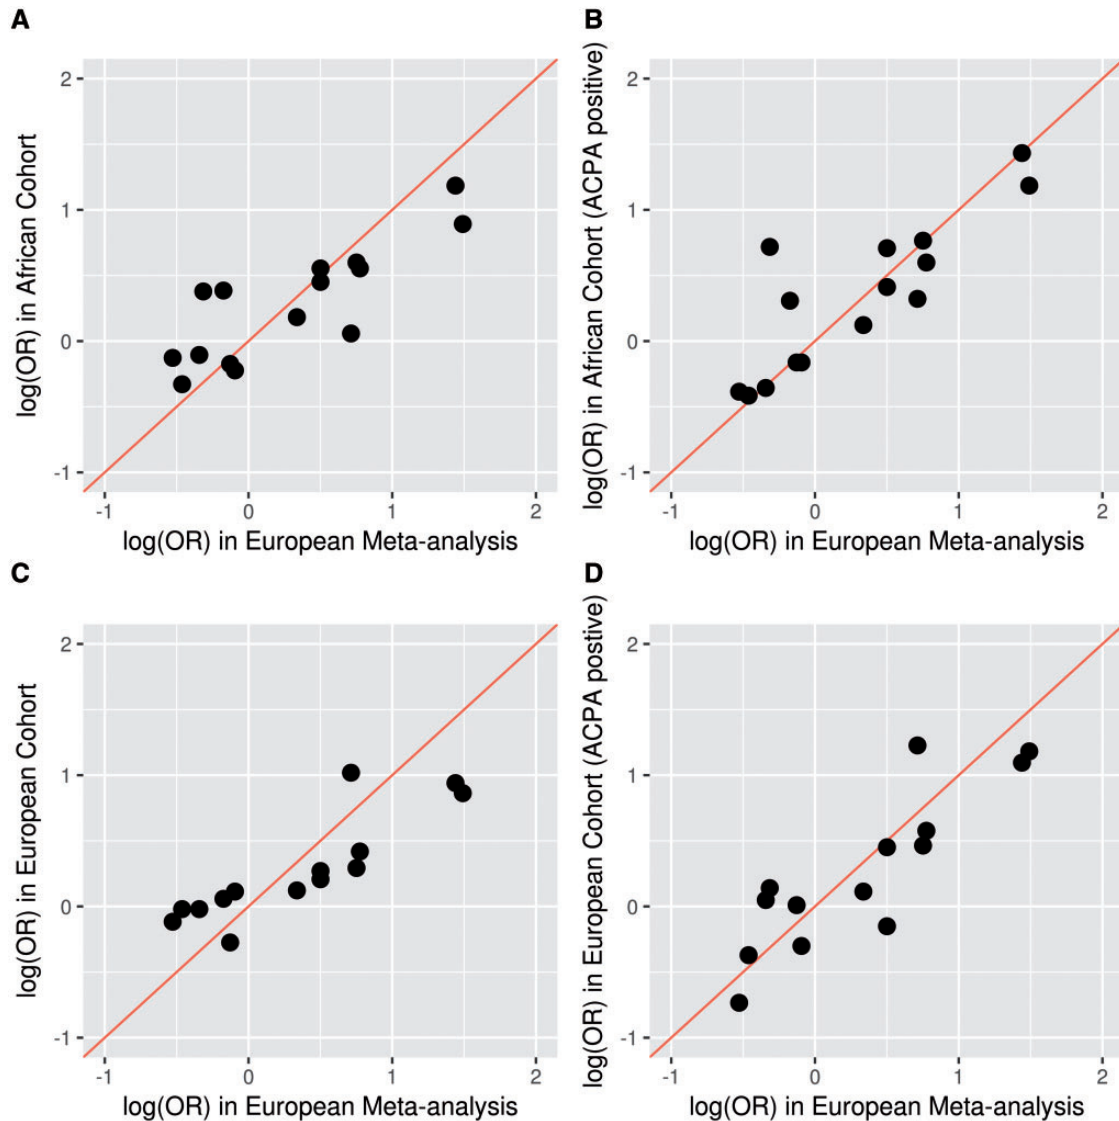 A
log(OR) in African Cohort
2
1
0
-1
-1 0 1 2
log(OR) in European Meta-analysis
B
log(OR) in African Cohort (ACPA positive)
2
1
0
-1
-1 0 1 2
log(OR) in European Meta-analysis
C
log(OR) in European Cohort
2
1
0
-1
-1 0 1 2
log(OR) in European Meta-analysis
D
log(OR) in European Cohort (ACPA postive)
2
1
0
-1
-1 0 1 2
log(OR) in European Meta-analysis